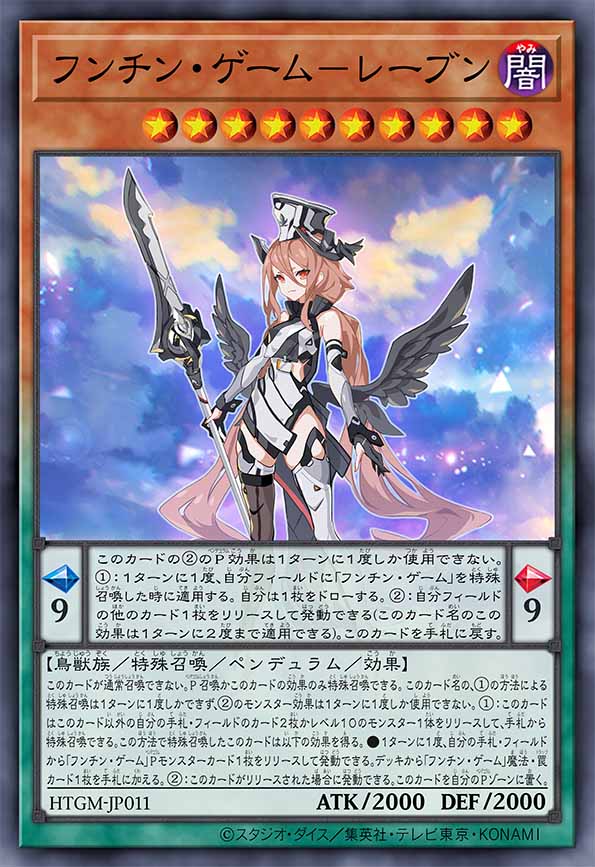 フンチン・ゲームーレーブン
闇
このカードの②のP効果は1ターンに1度しか使用できない。
①：1ターンに1度、自分フィールドに「フンチン・ゲーム」を特殊
召喚した時に適用する。自分は1枚をドローする。②：自分フィールド
の他のカード1枚をリリースして発動できる(このカード名のこの
効果は1ターンに2度まで適用できる)。このカードを手札に戻す。
9
9
【鳥獣族／特殊召喚／ペンデュラム／効果】
このカードが通常召喚できない。P召喚かこのカードの効果のみ特殊召喚できる。このカード名の、①の方法による
特殊召喚は1ターンに1度しかできず、②のモンスター効果は1ターンに1度しか使用できない。①：このカード
はこのカード以外の自分の手札・フィールドのカード2枚かレベル10のモンスター1体をリリースして、手札から
特殊召喚できる。この方法で特殊召喚したこのカードは以下の効果を得る。●1ターンに1度、自分の手札・フィールド
から「フンチン・ゲーム」Pモンスターカード1枚をリリースして発動できる。デッキから「フンチン・ゲーム」魔法・罠
カード1枚を手札に加える。②：このカードがリリースされた場合に発動できる。このカードを自分のPゾーンに置く。
HTGM-JP011
ATK/2000 DEF/2000
©スタジオ・ダイス／集英社・テレビ東京・KONAMI